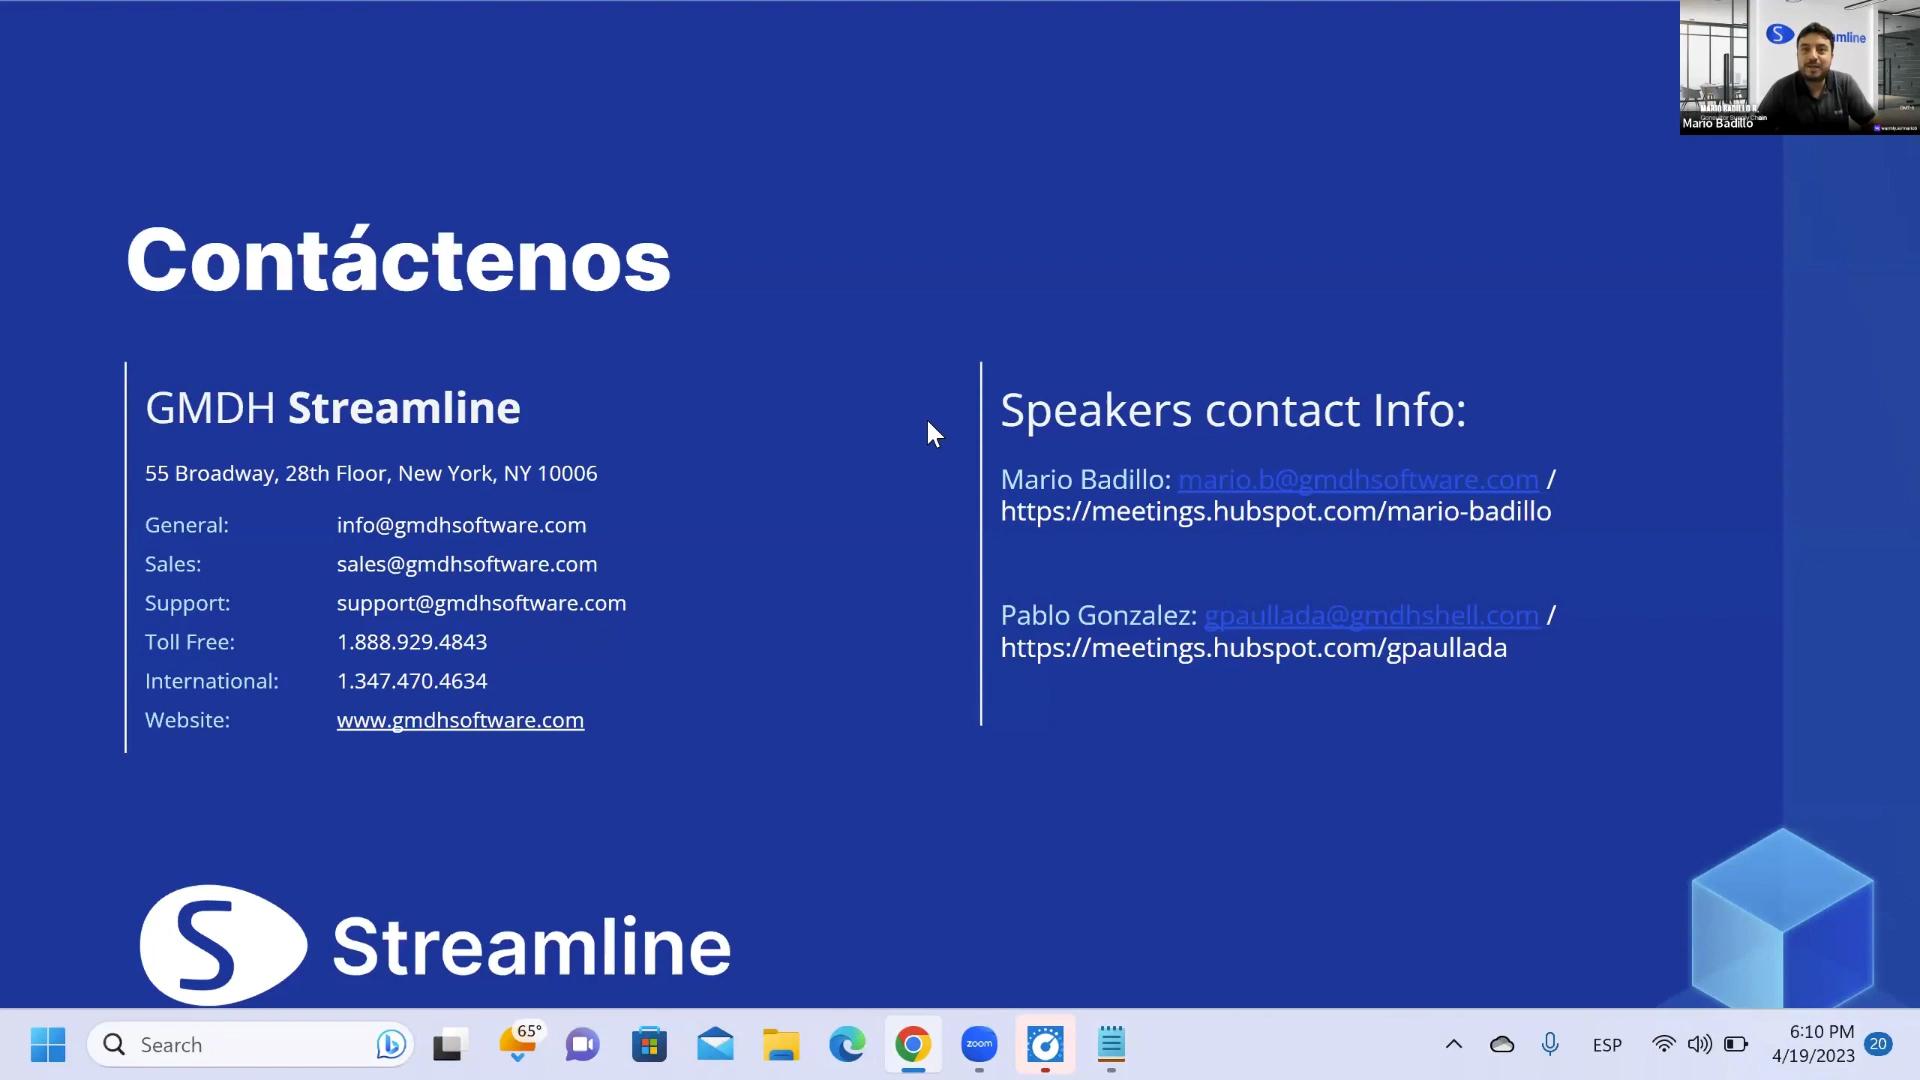 S Streamline
Mario Badillo
Contáctenos
GMDH Streamline
55 Broadway, 28th Floor, New York, NY 10006
General: info@gmdhsoftware.com
Sales: sales@gmdhsoftware.com
Support: support@gmdhsoftware.com
Toll Free: 1.888.929.4843
International: 1.347.470.4634
Website: www.gmdhsoftware.com
Speakers contact Info:
Mario Badillo: mario.b@gmdhsoftware.com /
https://meetings.hubspot.com/mario-badillo
Pablo Gonzalez: gpaullada@gmdhshell.com /
https://meetings.hubspot.com/gpaullada
S Streamline
Search
65°
zoom
ESP
6:10 PM
4/19/2023
20